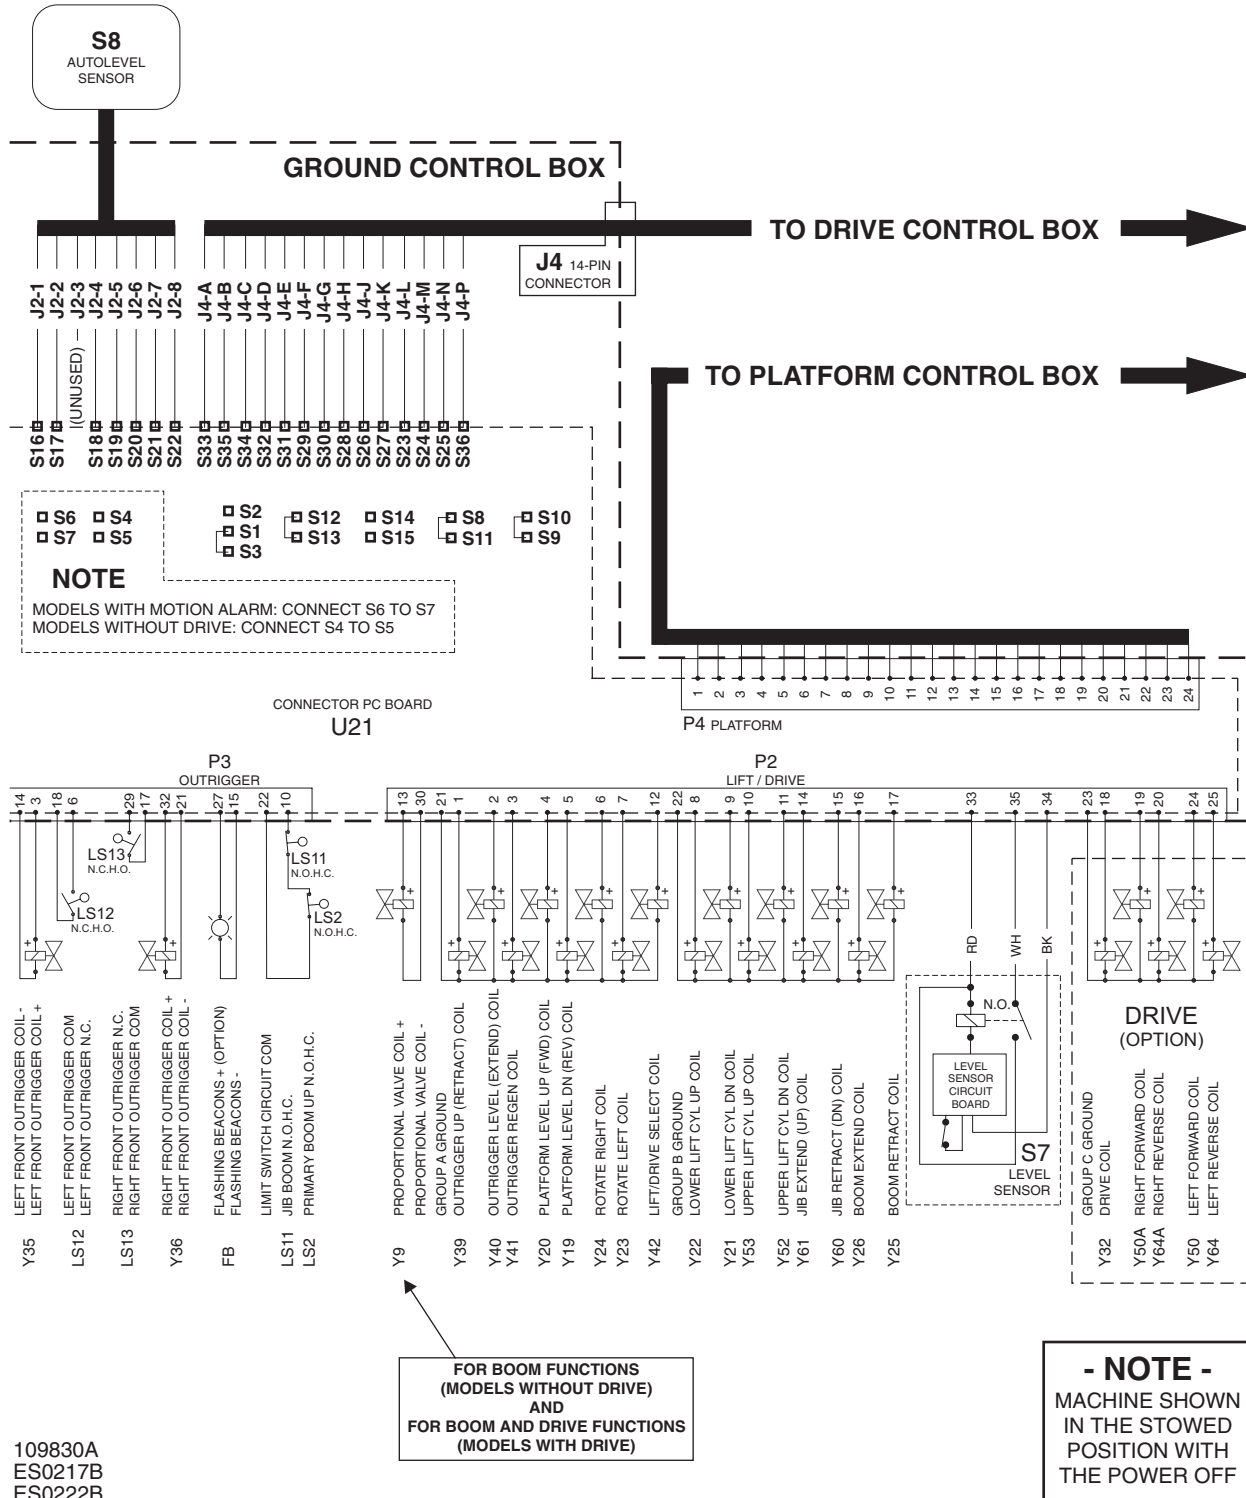 S8
AUTOLEVEL
SENSOR
GROUND CONTROL BOX
TO DRIVE CONTROL BOX
J4 14-PIN
CONNECTOR
J2-1 J2-2 J2-3 J2-4 J2-5 J2-6 J2-7 J2-8 J4-A J4-B J4-C J4-D J4-E J4-F J4-G J4-H J4-J J4-K J4-L J4-M J4-N J4-P
(UNUSED)
TO PLATFORM CONTROL BOX
S16 S17 S18 S19 S20 S21 S22 S33 S35 S34 S32 S31 S29 S30 S28 S26 S27 S23 S24 S25 S36
S6 S4 S2 S12 S14 S8 S10
S7 S5 S1 S13 S15 S11 S9
S3
NOTE
MODELS WITH MOTION ALARM: CONNECT S6 TO S7
MODELS WITHOUT DRIVE: CONNECT S4 TO S5
1 2 3 4 5 6 7 8 9 10 11 12 13 14 15 16 17 18 19 20 21 22 23 24
P4 PLATFORM
CONNECTOR PC BOARD
U21
P3
OUTRIGGER
P2
LIFT / DRIVE
14 3 18 6 29 17 32 21 27 15 22 10 13 30 21 1 2 3 4 5 6 7 12 22 8 9 10 11 14 15 16 17 33 35 34 23 18 19 20 24 25
LS13
N.C.H.O.
LS11
N.O.H.C.
LS12
N.C.H.O.
LS2
N.O.H.C.
+ + + + + + + + + + + + + + + + + + + + + + + +
RD WH BK
N.O.
LEVEL
SENSOR
CIRCUIT
BOARD
S7
LEVEL
SENSOR
DRIVE
(OPTION)
LEFT FRONT OUTRIGGER COIL -
LEFT FRONT OUTRIGGER COIL +
LEFT FRONT OUTRIGGER COM
LEFT FRONT OUTRIGGER N.C.
RIGHT FRONT OUTRIGGER N.C.
RIGHT FRONT OUTRIGGER COM
RIGHT FRONT OUTRIGGER COIL +
RIGHT FRONT OUTRIGGER COIL -
FLASHING BEACONS + (OPTION)
FLASHING BEACONS -
LIMIT SWITCH CIRCUIT COM
JIB BOOM N.O.H.C.
PRIMARY BOOM UP N.O.H.C.
PROPORTIONAL VALVE COIL +
PROPORTIONAL VALVE COIL -
GROUP A GROUND
OUTRIGGER UP (RETRACT) COIL
OUTRIGGER LEVEL (EXTEND) COIL
OUTRIGGER REGEN COIL
PLATFORM LEVEL UP (FWD) COIL
PLATFORM LEVEL DN (REV) COIL
ROTATE RIGHT COIL
ROTATE LEFT COIL
LIFT/DRIVE SELECT COIL
GROUP B GROUND
LOWER LIFT CYL UP COIL
LOWER LIFT CYL DN COIL
UPPER LIFT CYL UP COIL
UPPER LIFT CYL DN COIL
JIB EXTEND (UP) COIL
JIB RETRACT (DN) COIL
BOOM EXTEND COIL
BOOM RETRACT COIL
GROUP C GROUND
DRIVE COIL
RIGHT FORWARD COIL
RIGHT REVERSE COIL
LEFT FORWARD COIL
LEFT REVERSE COIL
Y35 LS12 LS13 Y36 FB LS11 LS2 Y9 Y39 Y40 Y41 Y20 Y19 Y24 Y23 Y42 Y22 Y21 Y53 Y52 Y61 Y60 Y26 Y25 Y32 Y50A Y64A Y50 Y64
FOR BOOM FUNCTIONS
(MODELS WITHOUT DRIVE)
AND
FOR BOOM AND DRIVE FUNCTIONS
(MODELS WITH DRIVE)
- NOTE -
MACHINE SHOWN
IN THE STOWED
POSITION WITH
THE POWER OFF
109830A
ES0217B
ES0222B